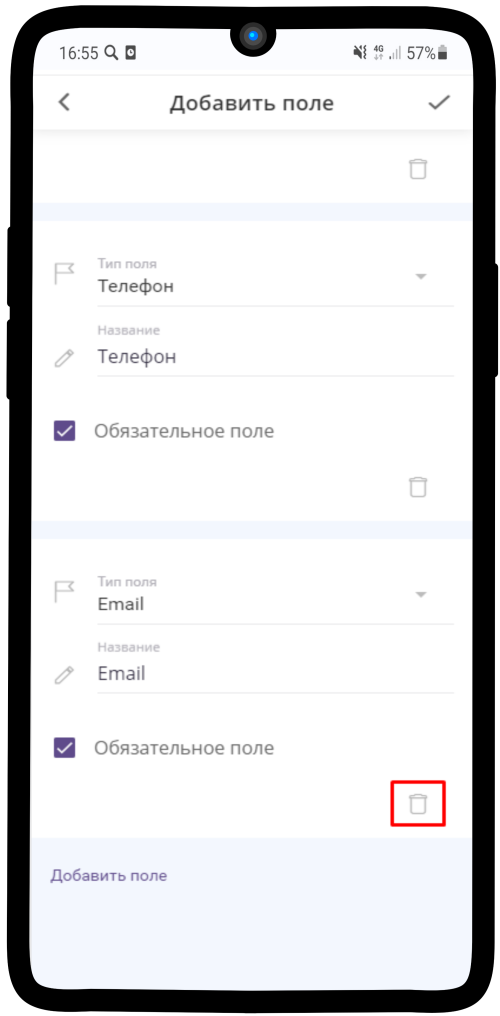 16:55 4G 57%
Добавить поле
Тип поля
Телефон
Название
Телефон
Обязательное поле
Тип поля
Email
Название
Email
Обязательное поле
Добавить поле